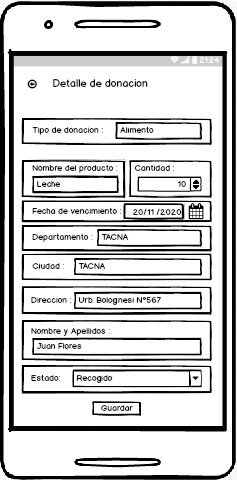 21:24
Detalle de donacion
Tipo de donacion : Alimento
Nombre del producto :
Leche
Cantidad :
10
Fecha de vencimiento : 20/11/2020
Departamento : TACNA
Ciudad : TACNA
Direccion : Urb. Bolognesi N°567
Nombre y Apellidos :
Juan Flores
Estado: Recogido
Guardar